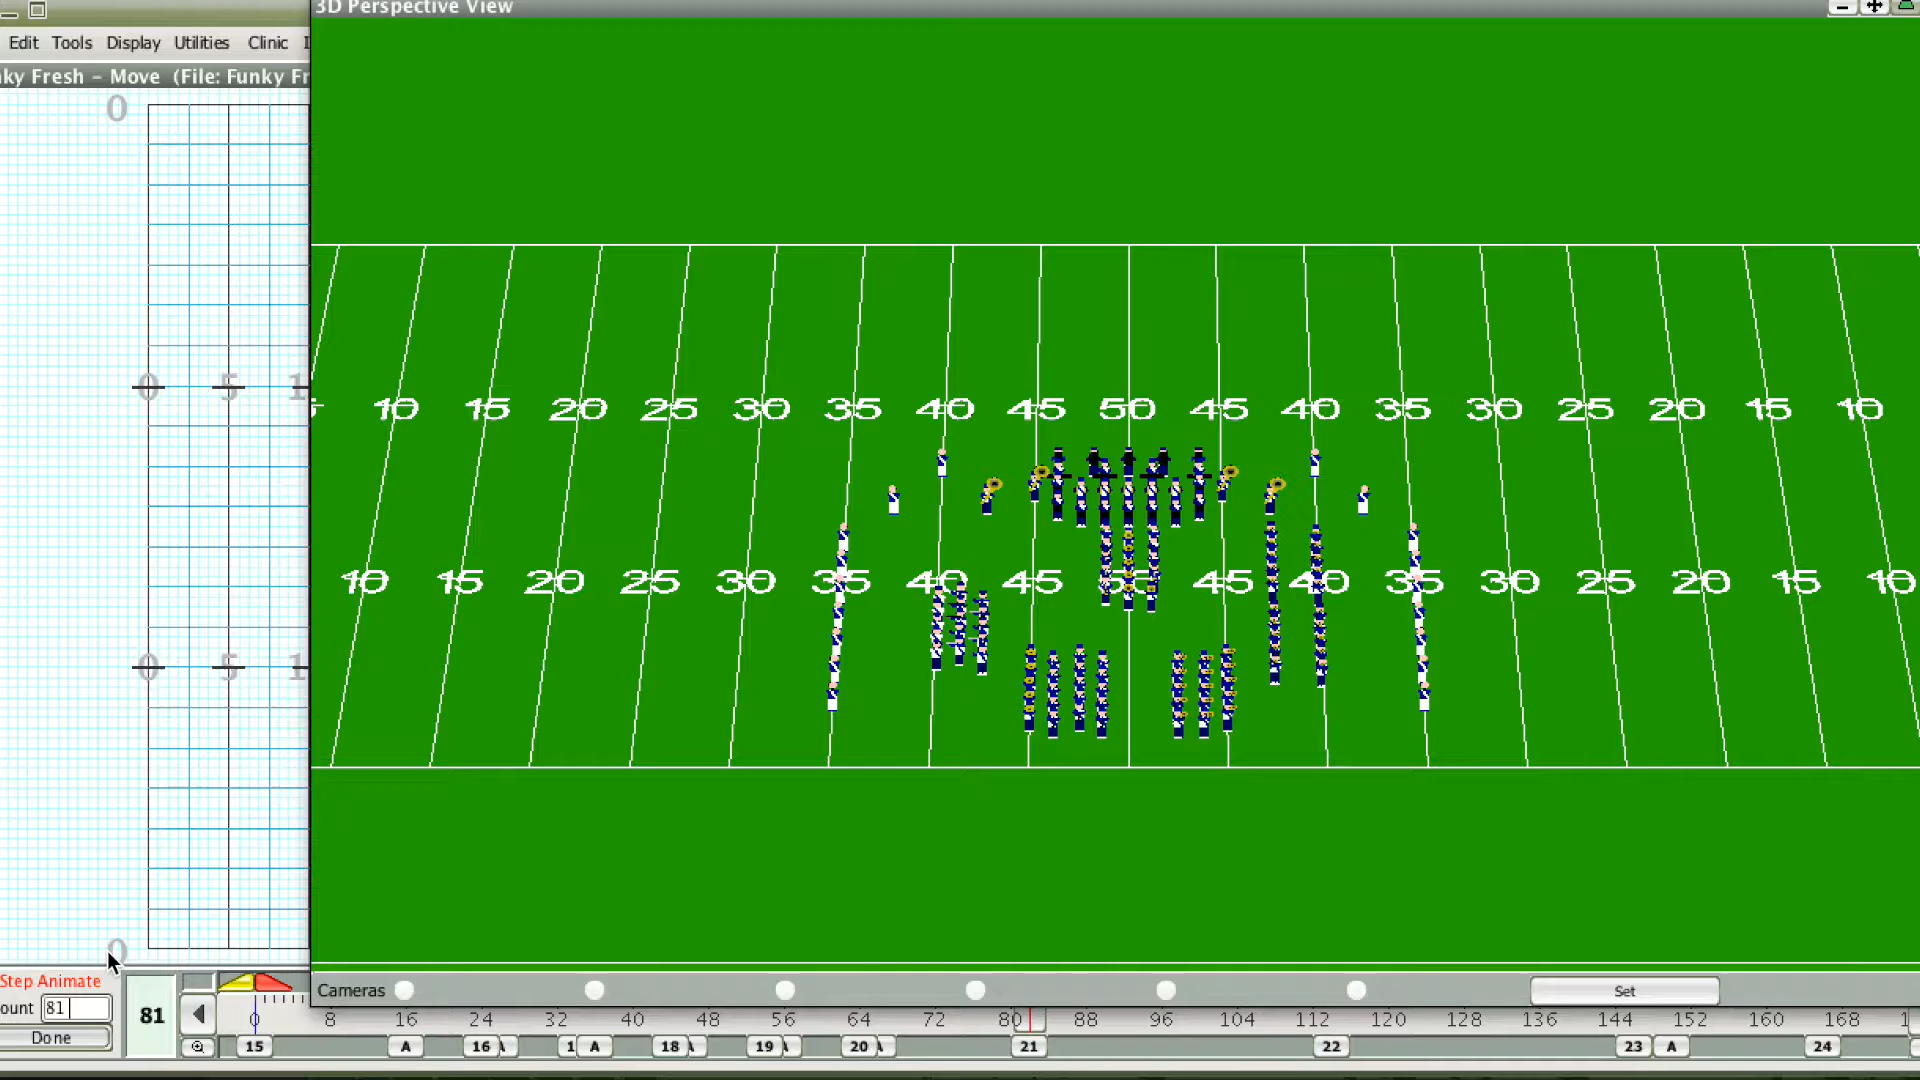 3D Perspective View
Edit Tools Display Utilities Clinic
ky Fresh - Move (File: Funky Fr
0
0 5 1
0 5 1
0
10 15 20 25 30 35 40 45 50 45 40 35 30 25 20 15 10
10 15 20 25 30 35 40 45 50 45 40 35 30 25 20 15 10
Cameras
Set
Step Animate
ount 81
Done
81
0 8 16 24 32 40 48 56 64 72 80 88 96 104 112 120 128 136 144 152 160 168 1
15 A 16 1 A 18 19 20 21 22 23 A 24